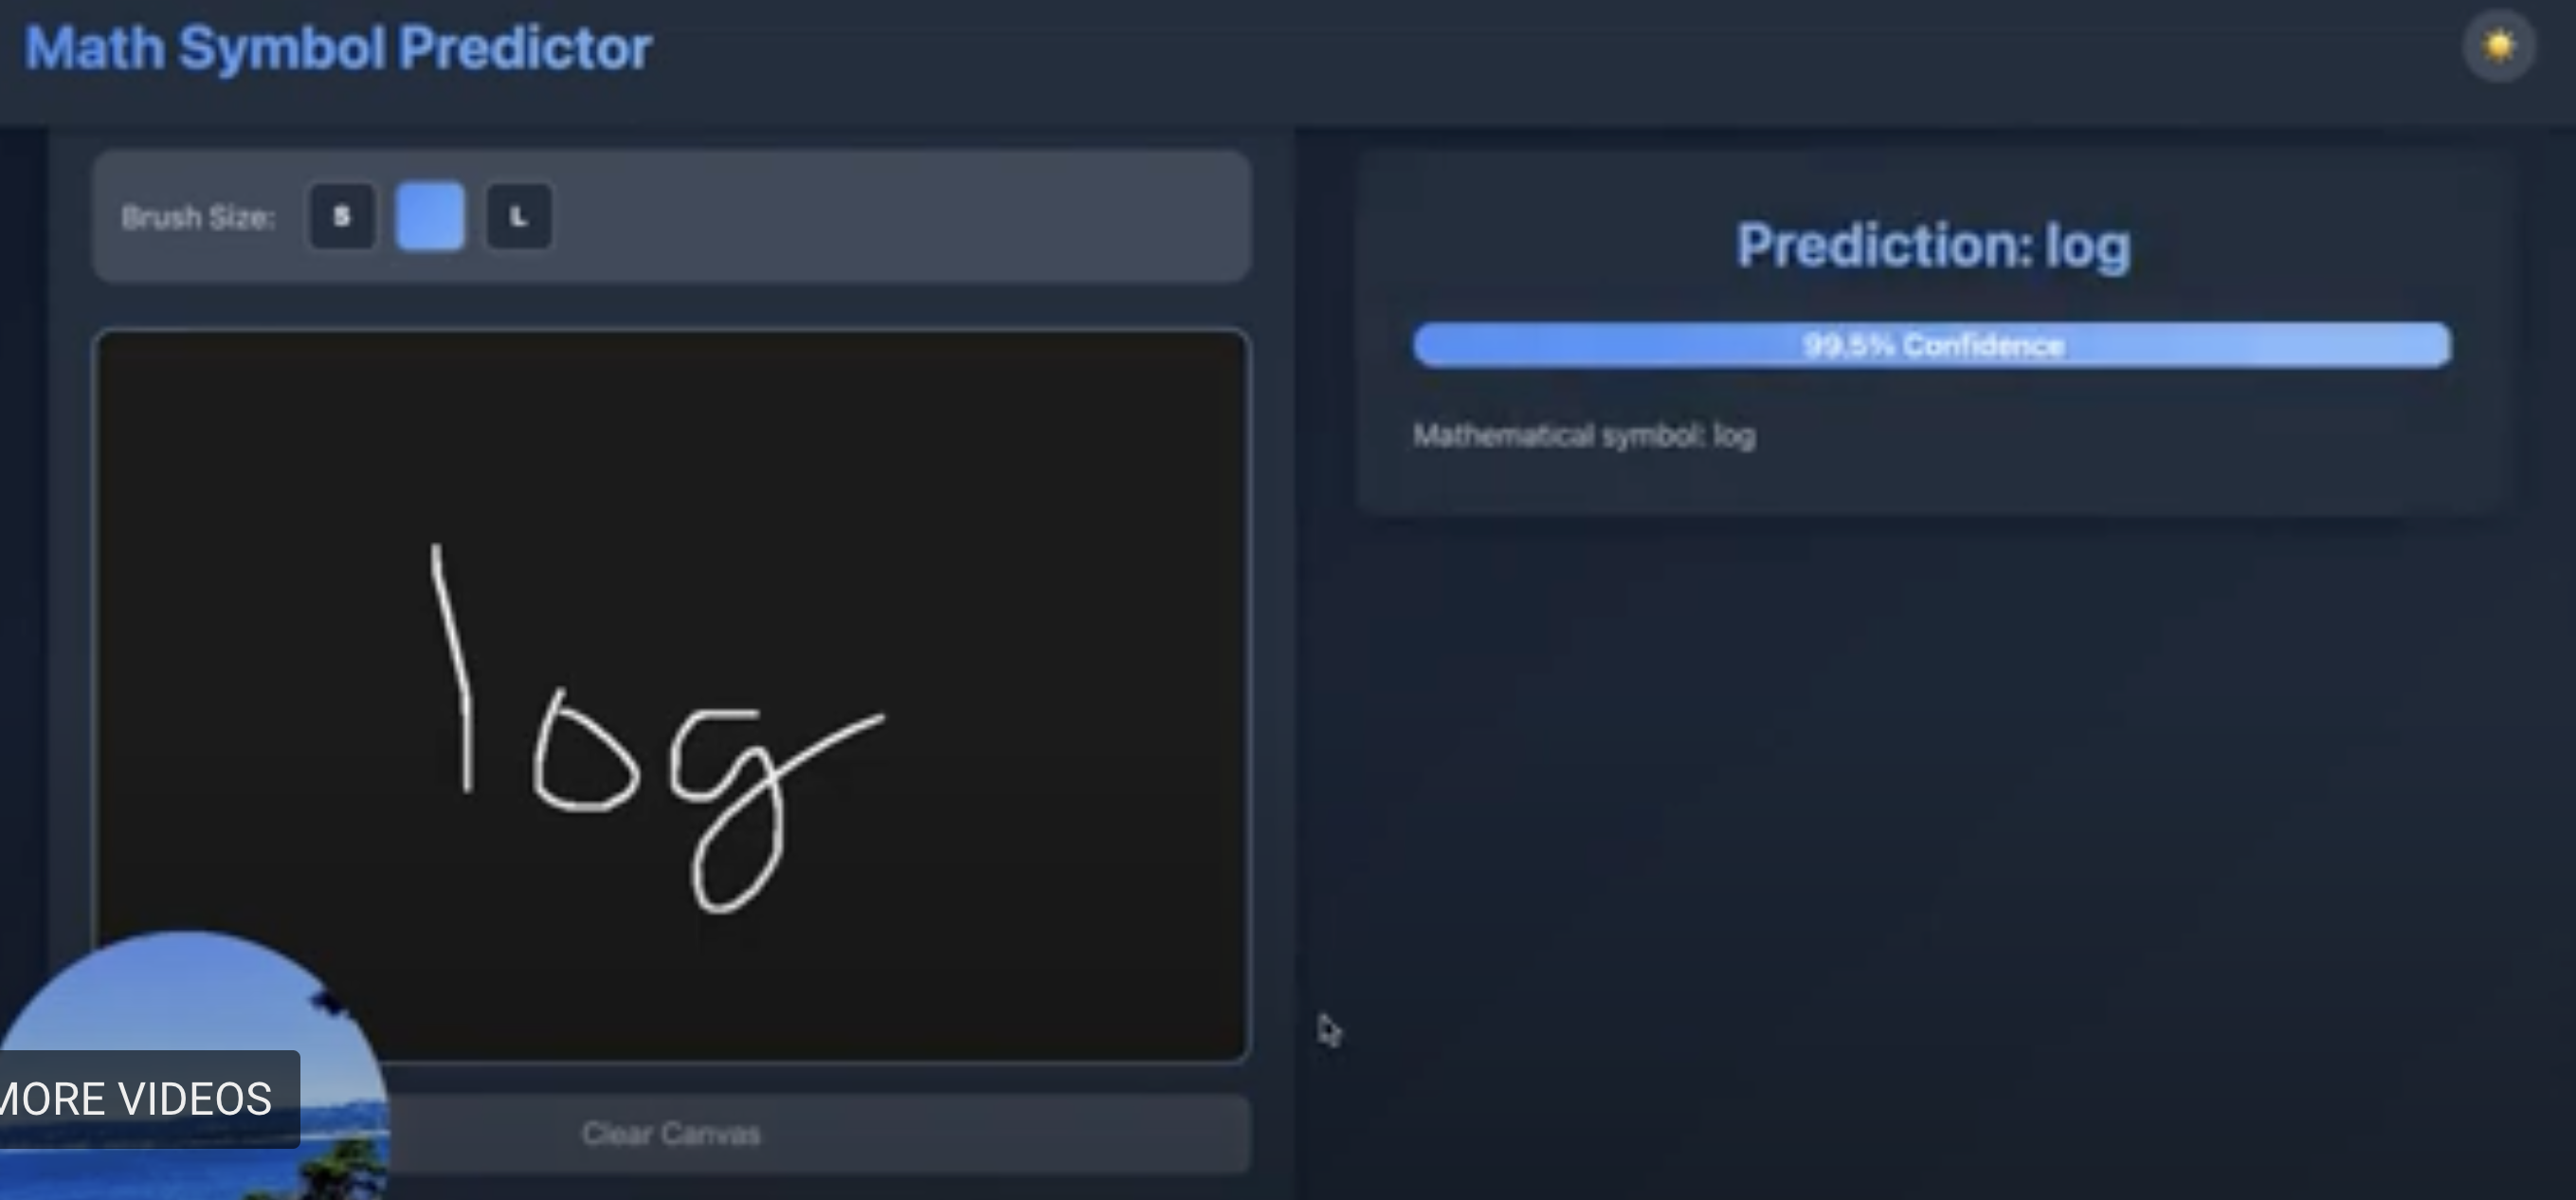 Math Symbol Predictor
Brush Size: S L
Prediction: log
99.5% Confidence
Mathematical symbol: log
log
MORE VIDEOS
Clear Canvas